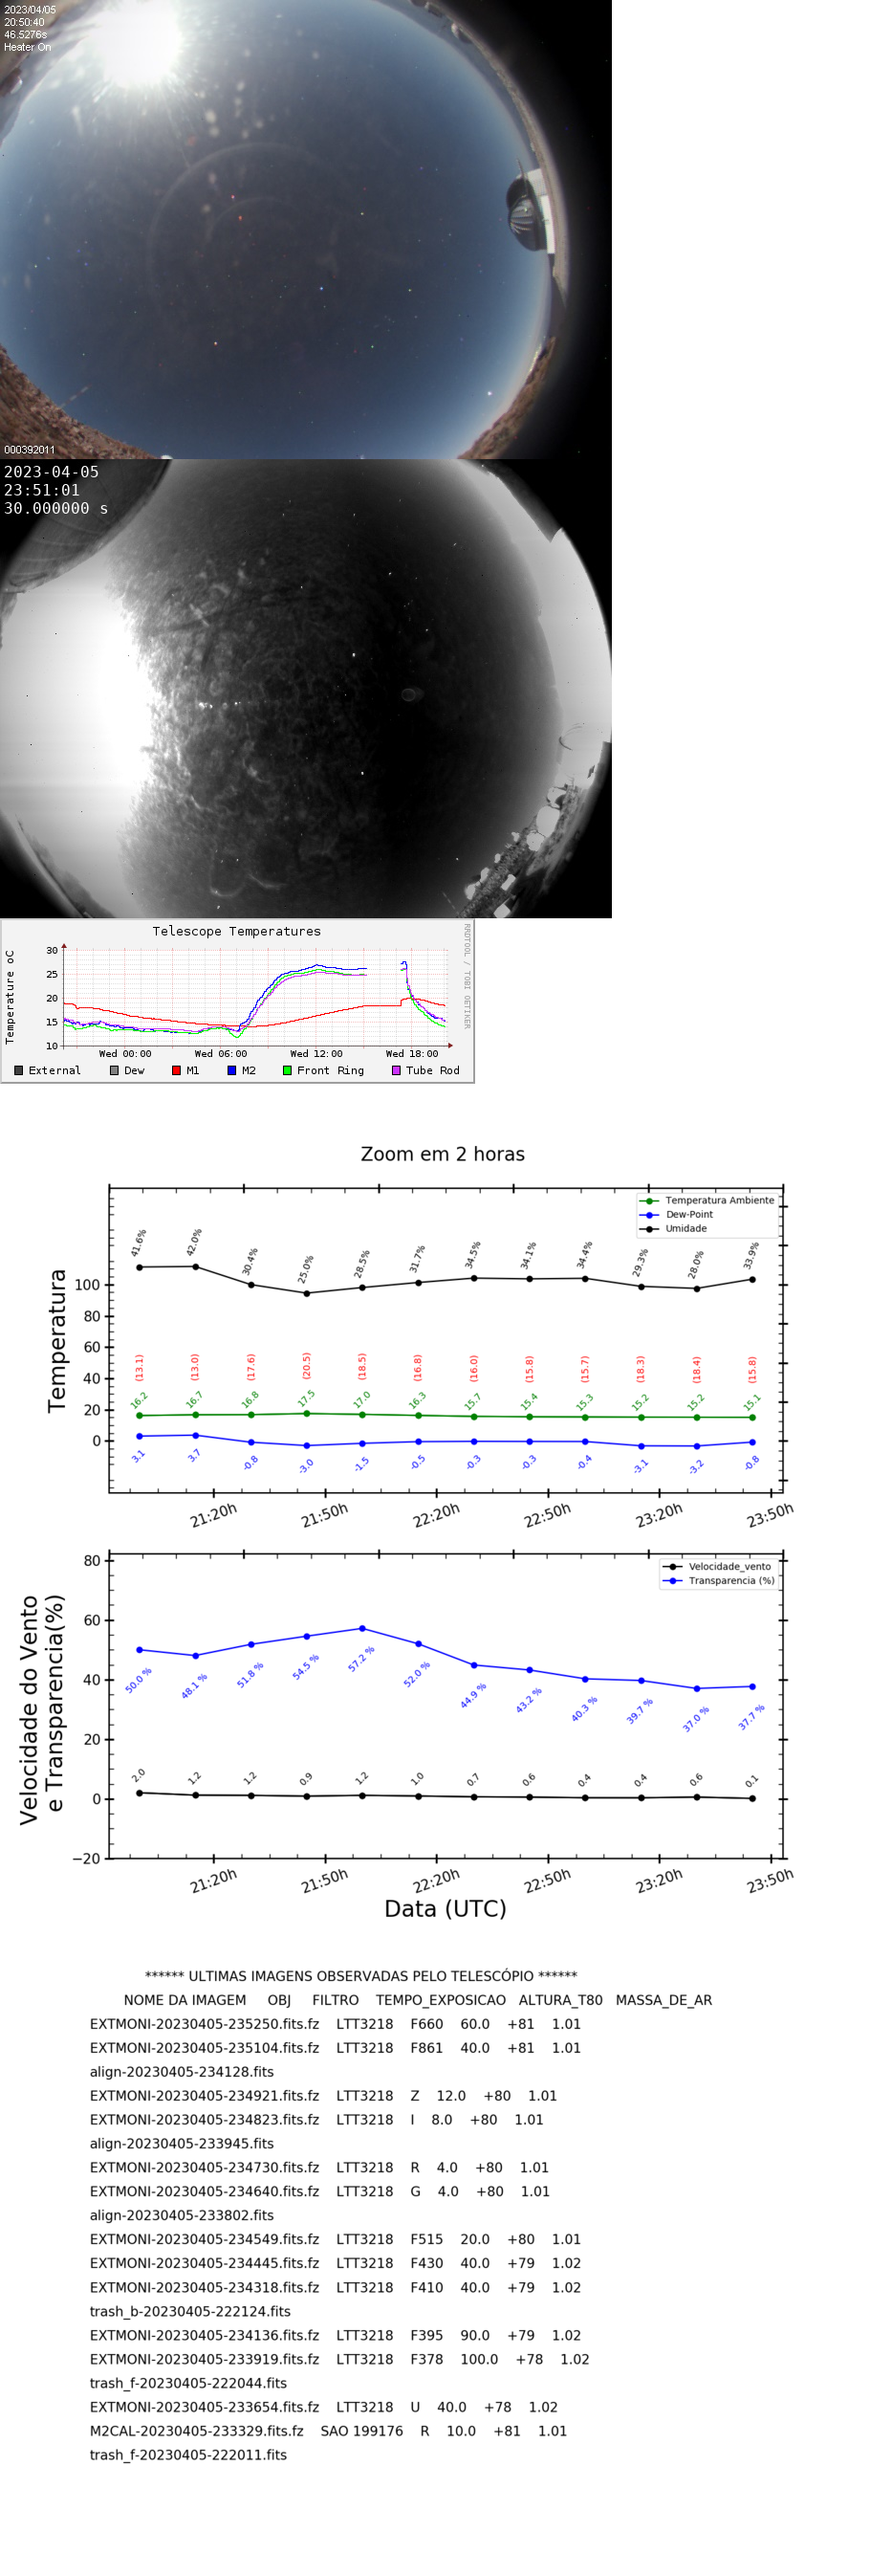 2023/04/05
20:50:40
46.5276s
Heater On
000392011
2023-04-05
23:51:01
30.000000 s
Telescope Temperatures
RRDTOOL / TOBI OETIKER
Temperature oC
30
25
20
15
10
Wed 00:00 Wed 06:00 Wed 12:00 Wed 18:00
External Dew M1 M2 Front Ring Tube Rod
Zoom em 2 horas
Temperatura Ambiente
Dew-Point
Umidade
41.6% 42.0% 30.4% 25.0% 28.5% 31.7% 34.5% 34.1% 34.4% 29.3% 28.0% 33.9%
Temperatura
100
80
60
40
20
0
(13.1) (13.0) (17.6) (20.5) (18.5) (16.8) (16.0) (15.8) (15.7) (18.3) (18.4) (15.8)
16.2 16.7 16.8 17.5 17.0 16.3 15.7 15.4 15.3 15.2 15.2 15.1
3.1 3.7 -0.8 -3.0 -1.5 -0.5 -0.3 -0.3 -0.4 -3.1 -3.2 -0.8
21:20h 21:50h 22:20h 22:50h 23:20h 23:50h
Velocidade_vento
Transparencia (%)
Velocidade do Vento
e Transparencia(%)
80
60
40
20
0
−20
50.0 % 48.1 % 51.8 % 54.5 % 57.2 % 52.0 % 44.9 % 43.2 % 40.3 % 39.7 % 37.0 % 37.7 %
2.0 1.2 1.2 0.9 1.2 1.0 0.7 0.6 0.4 0.4 0.6 0.1
21:20h 21:50h 22:20h 22:50h 23:20h 23:50h
Data (UTC)
****** ULTIMAS IMAGENS OBSERVADAS PELO TELESCÓPIO ******
NOME DA IMAGEM OBJ FILTRO TEMPO_EXPOSICAO ALTURA_T80 MASSA_DE_AR
EXTMONI-20230405-235250.fits.fz LTT3218 F660 60.0 +81 1.01
EXTMONI-20230405-235104.fits.fz LTT3218 F861 40.0 +81 1.01
align-20230405-234128.fits
EXTMONI-20230405-234921.fits.fz LTT3218 Z 12.0 +80 1.01
EXTMONI-20230405-234823.fits.fz LTT3218 I 8.0 +80 1.01
align-20230405-233945.fits
EXTMONI-20230405-234730.fits.fz LTT3218 R 4.0 +80 1.01
EXTMONI-20230405-234640.fits.fz LTT3218 G 4.0 +80 1.01
align-20230405-233802.fits
EXTMONI-20230405-234549.fits.fz LTT3218 F515 20.0 +80 1.01
EXTMONI-20230405-234445.fits.fz LTT3218 F430 40.0 +79 1.02
EXTMONI-20230405-234318.fits.fz LTT3218 F410 40.0 +79 1.02
trash_b-20230405-222124.fits
EXTMONI-20230405-234136.fits.fz LTT3218 F395 90.0 +79 1.02
EXTMONI-20230405-233919.fits.fz LTT3218 F378 100.0 +78 1.02
trash_f-20230405-222044.fits
EXTMONI-20230405-233654.fits.fz LTT3218 U 40.0 +78 1.02
M2CAL-20230405-233329.fits.fz SAO 199176 R 10.0 +81 1.01
trash_f-20230405-222011.fits